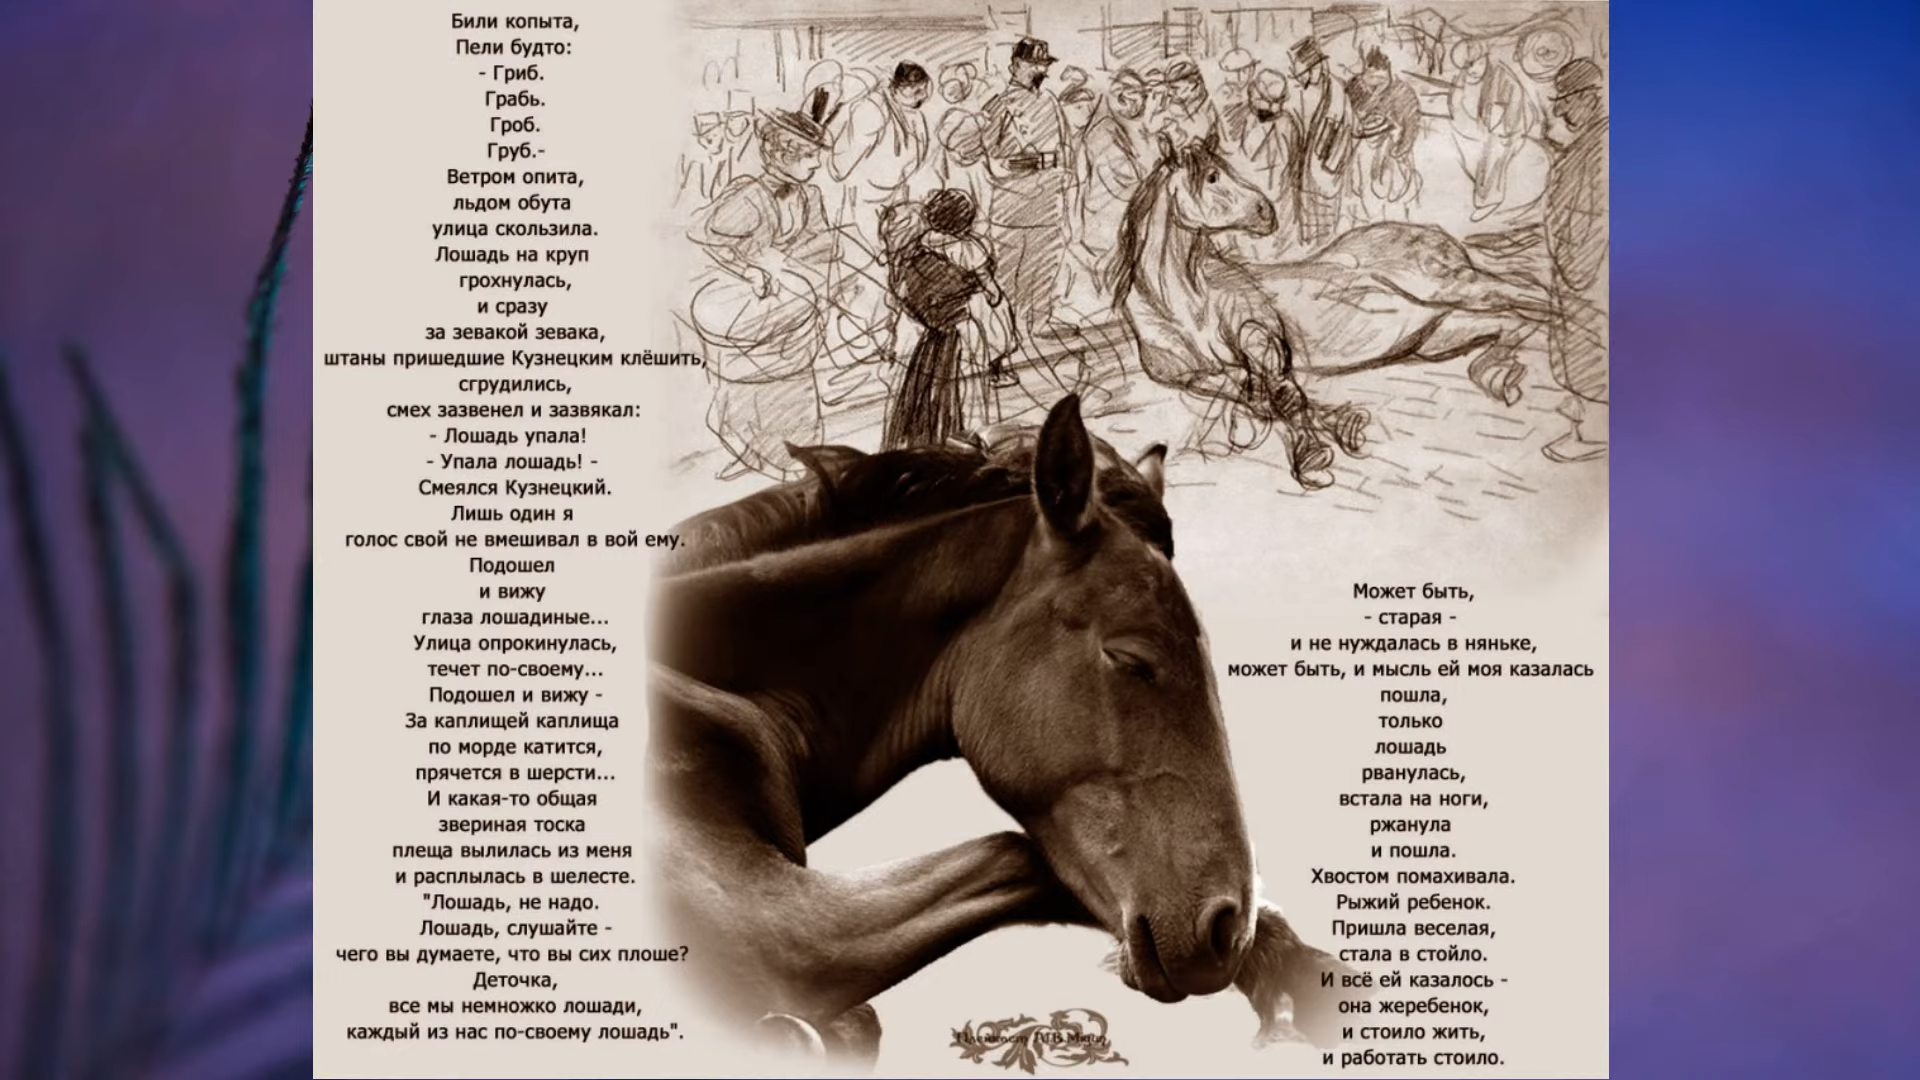 Били копыта,
Пели будто:
- Гриб.
Грабь.
Гроб.
Груб.-
Ветром опита,
льдом обута
улица скользила.
Лошадь на круп
грохнулась,
и сразу
за зевакой зевака,
штаны пришедшие Кузнецким клёшить,
сгрудились,
смех зазвенел и зазвякал:
- Лошадь упала!
- Упала лошадь! -
Смеялся Кузнецкий.
Лишь один я
голос свой не вмешивал в вой ему.
Подошел
и вижу
глаза лошадиные...
Улица опрокинулась,
течет по-своему...
Подошел и вижу -
За каплищей каплища
по морде катится,
прячется в шерсти...
И какая-то общая
звериная тоска
плеща вылилась из меня
и расплылась в шелесте.
"Лошадь, не надо.
Лошадь, слушайте -
чего вы думаете, что вы сих плоше?
Деточка,
все мы немножко лошади,
каждый из нас по-своему лошадь".
Может быть,
- старая -
и не нуждалась в няньке,
может быть, и мысль ей моя казалась
пошла,
только
лошадь
рванулась,
встала на ноги,
ржанула
и пошла.
Хвостом помахивала.
Рыжий ребенок.
Пришла веселая,
стала в стойло.
И всё ей казалось -
она жеребенок,
и стоило жить,
и работать стоило.